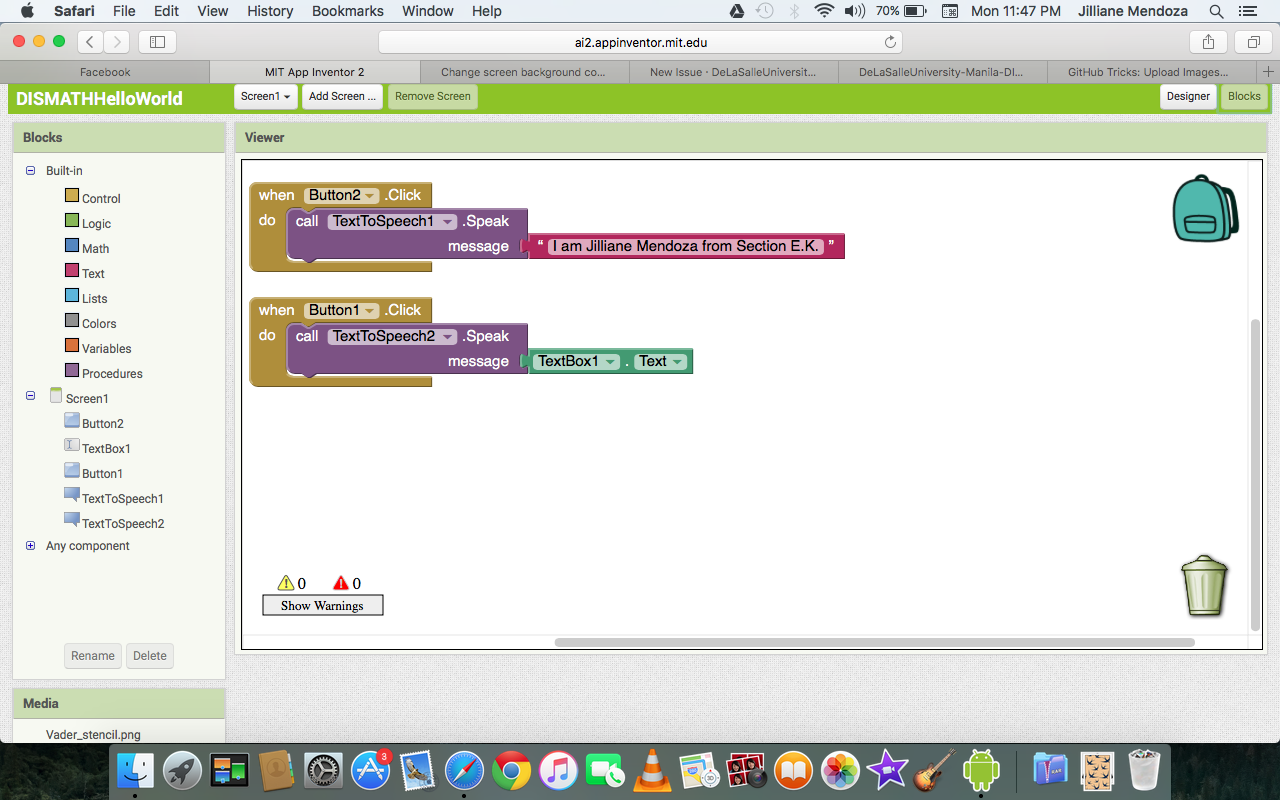 Safari File Edit View History Bookmarks Window Help 70% Mon 11:47 PM Jilliane Mendoza
ai2.appinventor.mit.edu
Facebook MIT App Inventor 2 Change screen background co... New Issue · DeLaSalleUniversit... DeLaSalleUniversity-Manila-DI... GitHub Tricks: Upload Images...
DISMATHHelloWorld Screen1 Add Screen ... Remove Screen Designer Blocks
Blocks
Viewer
Built-in
Control
Logic
Math
Text
Lists
Colors
Variables
Procedures
Screen1
Button2
TextBox1
Button1
TextToSpeech1
TextToSpeech2
Any component
Rename Delete
Media
Vader_stencil.png
when Button2 .Click
do call TextToSpeech1 .Speak
message “ I am Jilliane Mendoza from Section E.K. ”
when Button1 .Click
do call TextToSpeech2 .Speak
message TextBox1 . Text
0 0
Show Warnings
3